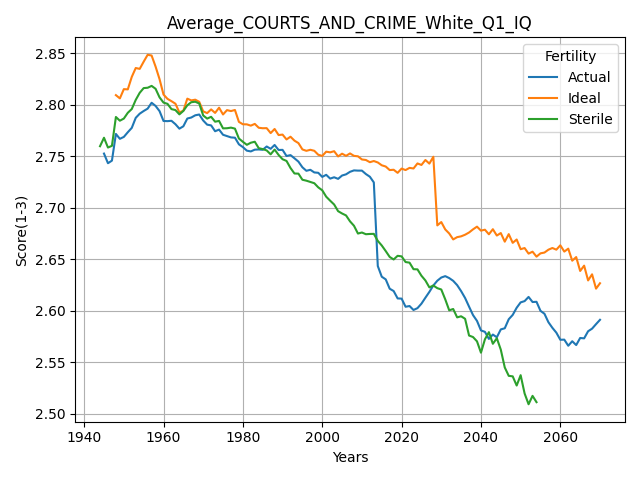 Average_COURTS_AND_CRIME_White_Q1_IQ
Fertility
Actual
Ideal
Sterile
Score(1-3)
2.85
2.80
2.75
2.70
2.65
2.60
2.55
2.50
1940 1960 1980 2000 2020 2040 2060
Years